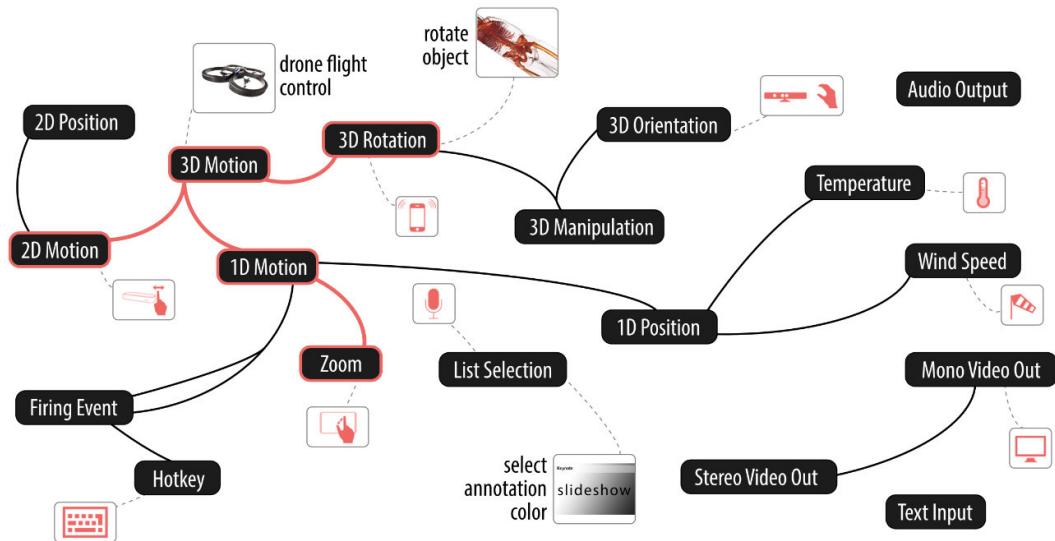 drone flight
control
rotate
object
Audio Output
2D Position
3D Motion
3D Rotation
3D Orientation
Temperature
3D Manipulation
2D Motion
1D Motion
Wind Speed
1D Position
Zoom
List Selection
Mono Video Out
Firing Event
Hotkey
select
annotation
color
Keynote
slideshow
Stereo Video Out
Text Input